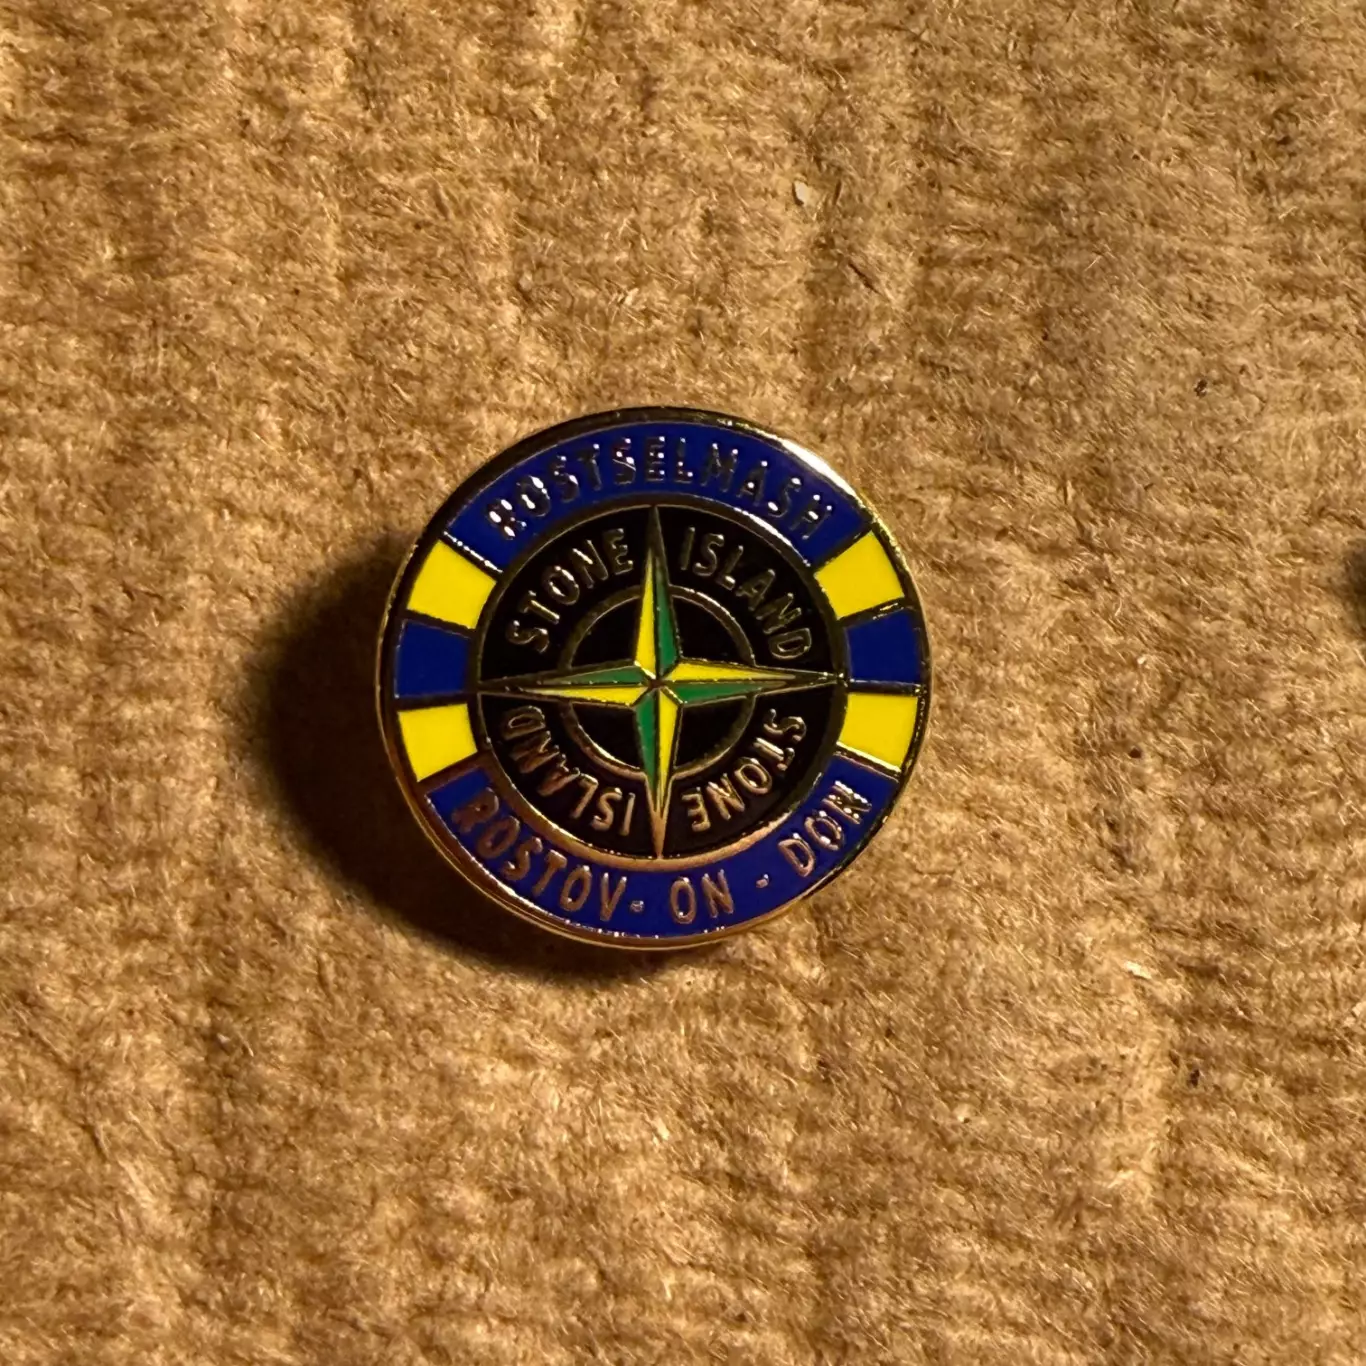 ROSTSELMASH
STONE ISLAND
STONE ISLAND
ROSTOV - ON - DON